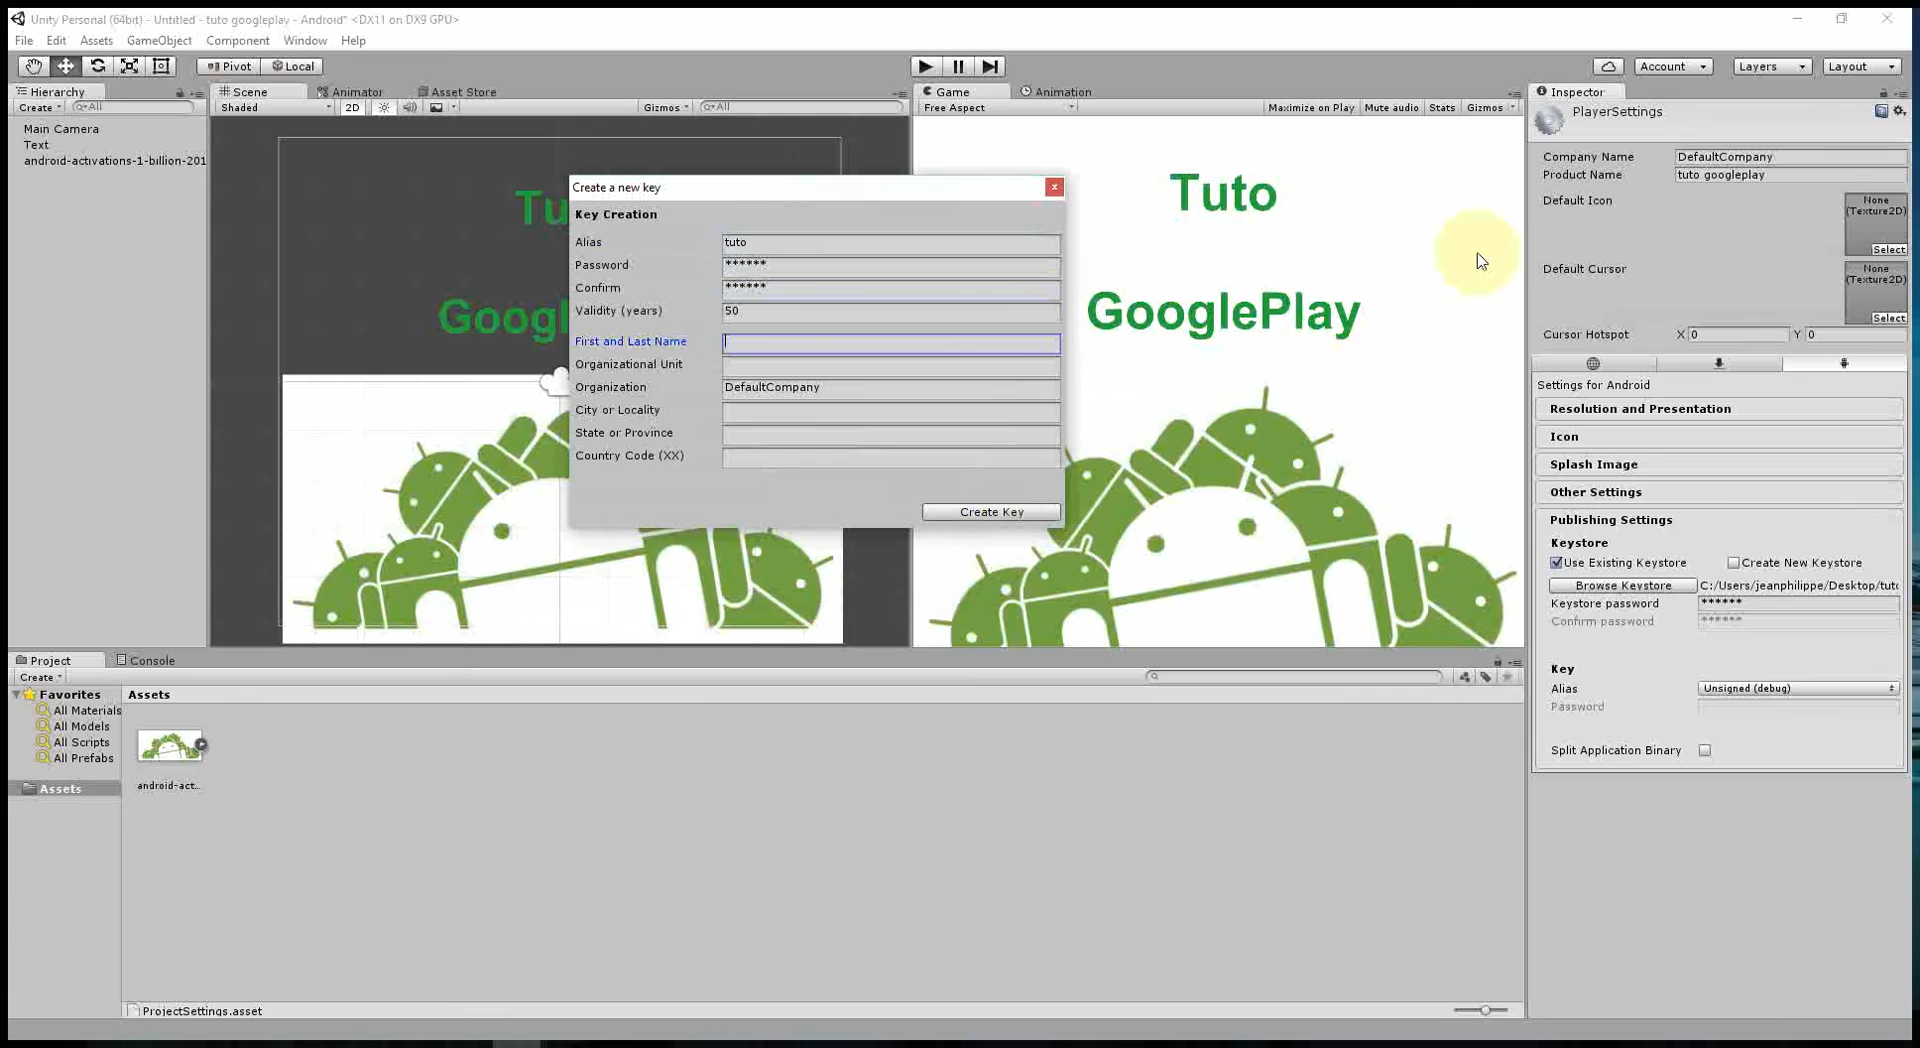 Unity Personal (64bit) - Untitled - tuto googleplay - Android* <DX11 on DX9 GPU>
File Edit Assets GameObject Component Window Help
Pivot Local Account Layers Layout
Hierarchy
Create All
Main Camera
Text
android-activations-1-billion-201
Scene Animator Asset Store
Shaded 2D Gizmos All
Tu
Googl
Game Animation
Free Aspect Maximize on Play Mute audio Stats Gizmos
Tuto
GooglePlay
Create a new key x
Key Creation
Alias tuto
Password ******
Confirm ******
Validity (years) 50
First and Last Name
Organizational Unit
Organization DefaultCompany
City or Locality
State or Province
Country Code (XX)
Create Key
Inspector
PlayerSettings
Company Name DefaultCompany
Product Name tuto googleplay
Default Icon None
(Texture2D)
Select
Default Cursor None
(Texture2D)
Select
Cursor Hotspot X 0 Y 0
Settings for Android
Resolution and Presentation
Icon
Splash Image
Other Settings
Publishing Settings
Keystore
Use Existing Keystore Create New Keystore
Browse Keystore C:/Users/jeanphilippe/Desktop/tuto
Keystore password ******
Confirm password ******
Key
Alias Unsigned (debug)
Password
Split Application Binary
Project Console
Create
Favorites
All Materials
All Models
All Scripts
All Prefabs
Assets
Assets
android-act...
ProjectSettings.asset